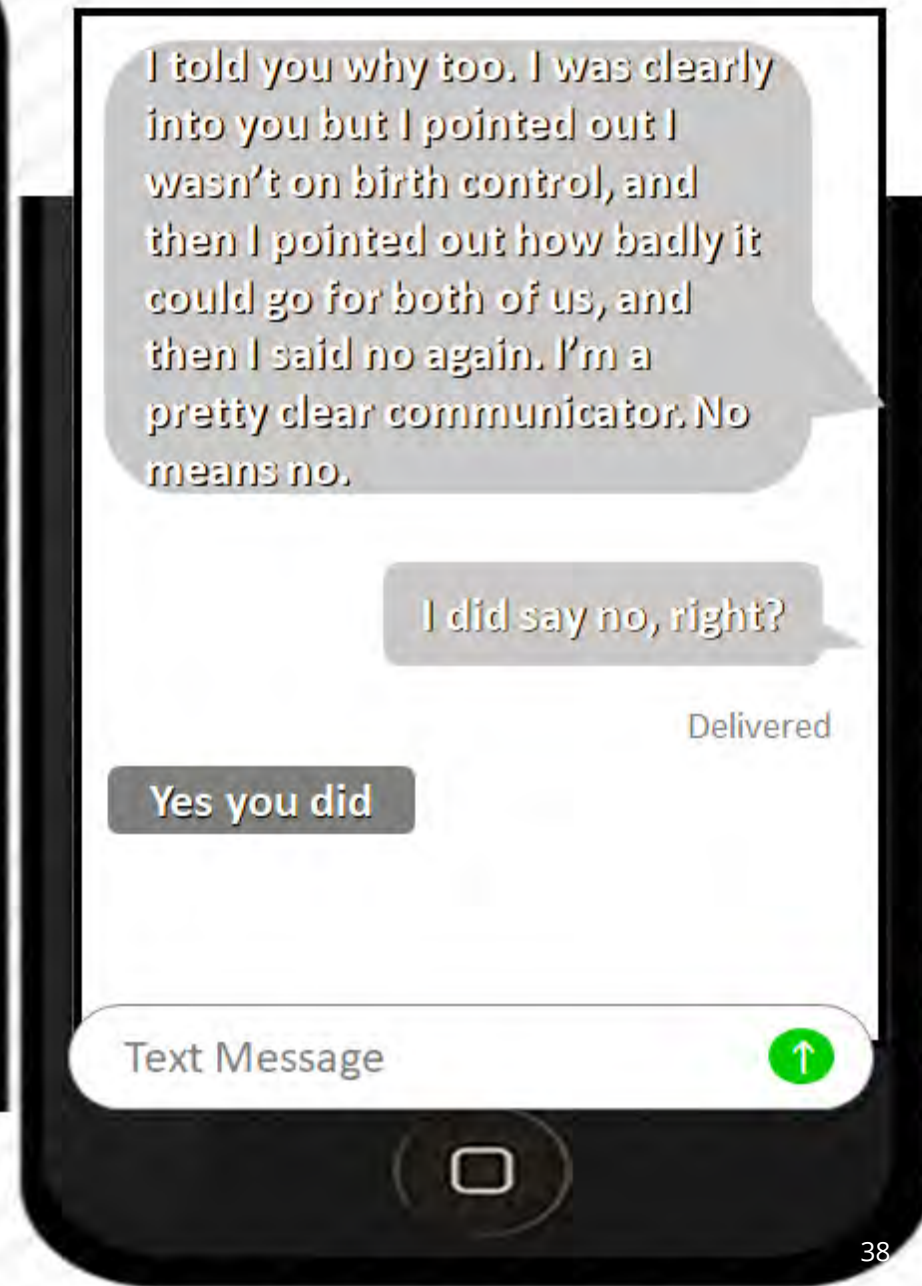 I told you why too. I was clearly
into you but I pointed out I
wasn't on birth control, and
then I pointed out how badly it
could go for both of us, and
then I said no again. I'm a
pretty clear communicator. No
means no.
I did say no, right?
Delivered
Yes you did
Text Message
38